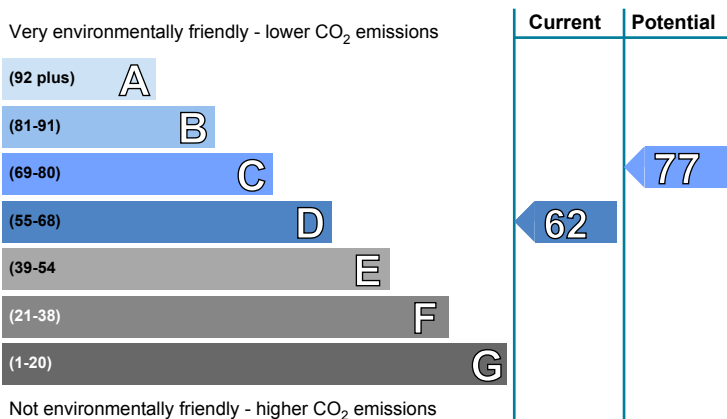 Current Potential
Very environmentally friendly - lower CO2 emissions
(92 plus) A
(81-91) B
(69-80) C 77
(55-68) D 62
(39-54 E
(21-38) F
(1-20) G
Not environmentally friendly - higher CO2 emissions